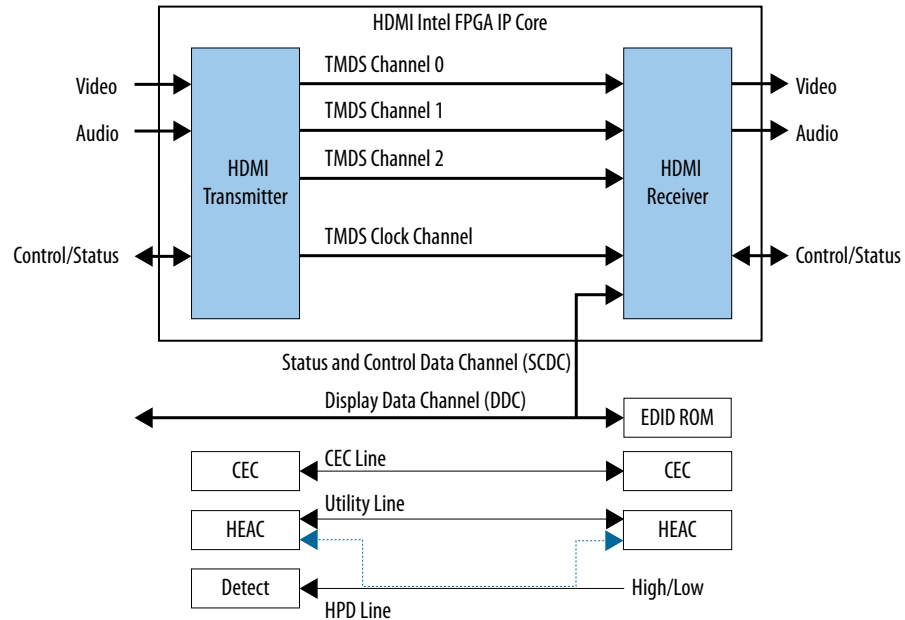 HDMI Intel FPGA IP Core
TMDS Channel 0
Video
Video
TMDS Channel 1
Audio
Audio
TMDS Channel 2
HDMI
Transmitter
HDMI
Receiver
TMDS Clock Channel
Control/Status
Control/Status
Status and Control Data Channel (SCDC)
Display Data Channel (DDC)
EDID ROM
CEC
CEC Line
CEC
Utility Line
HEAC
HEAC
Detect
High/Low
HPD Line